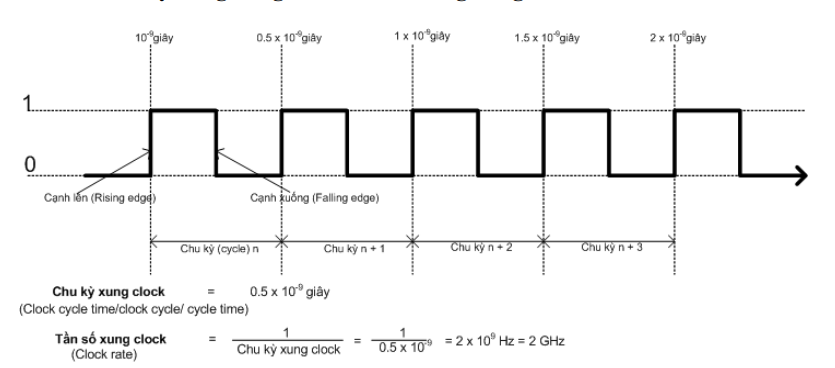 10⁻⁹giây 0.5 x 10⁻⁹giây 1 x 10⁻⁹giây 1.5 x 10⁻⁹giây 2 x 10⁻⁹giây
1
0
Cạnh lên (Rising edge) Cạnh xuống (Falling edge)
Chu kỳ (cycle) n Chu kỳ n + 1 Chu kỳ n + 2 Chu kỳ n + 3
Chu kỳ xung clock = 0.5 x 10⁻⁹ giây
(Clock cycle time/clock cycle/ cycle time)
Tần số xung clock = 1 / Chu kỳ xung clock = 1 / 0.5 x 10⁻⁹ = 2 x 10⁹ Hz = 2 GHz
(Clock rate)